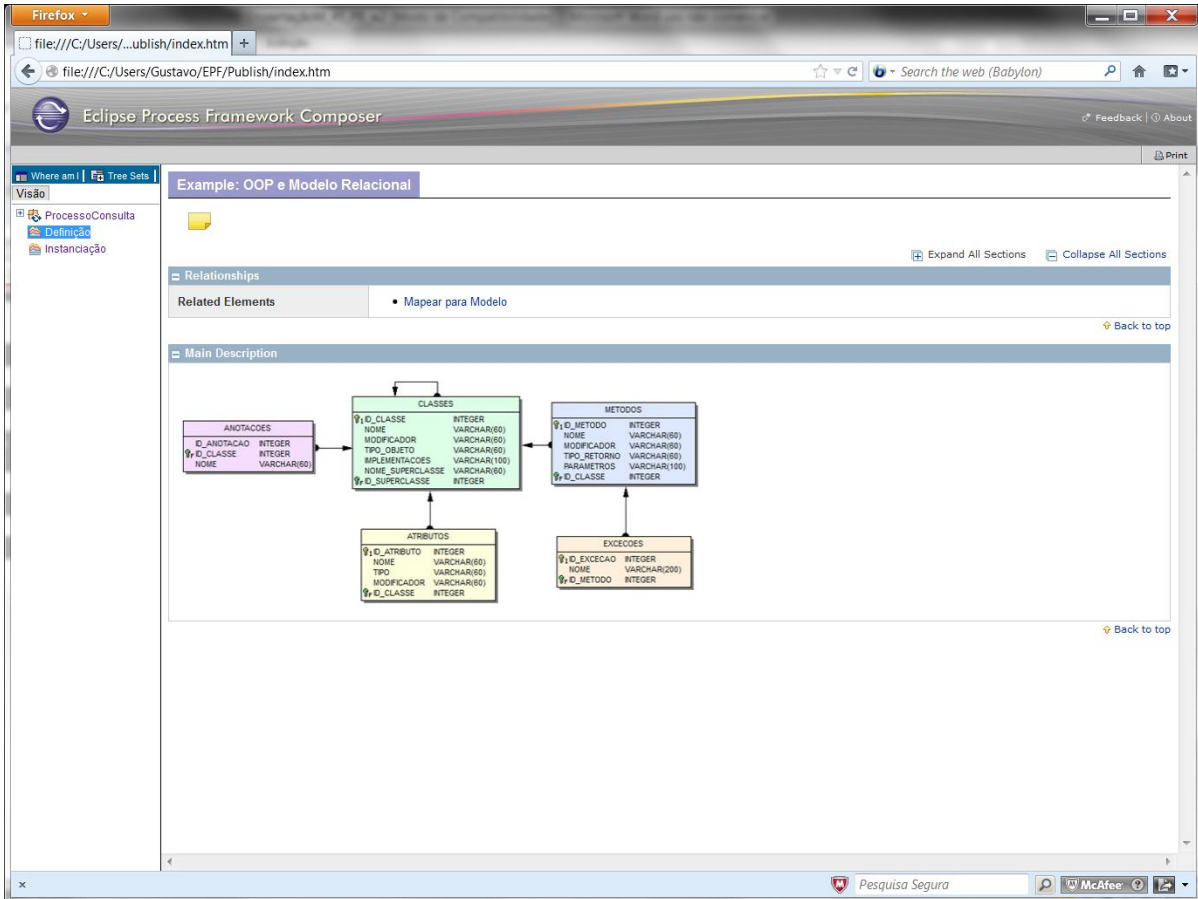 Firefox
file:///C:/Users/...ublish/index.htm +
file:///C:/Users/Gustavo/EPF/Publish/index.htm
Search the web (Babylon)
Eclipse Process Framework Composer
Feedback | About
Print
Where am I Tree Sets
Visão
ProcessoConsulta
Definição
Instanciação
Example: OOP e Modelo Relacional
Expand All Sections Collapse All Sections
Relationships
Related Elements
• Mapear para Modelo
Back to top
Main Description
ANOTACOES
ID_ANOTACAO INTEGER
ID_CLASSE INTEGER
NOME VARCHAR(60)
CLASSES
ID_CLASSE INTEGER
NOME VARCHAR(60)
MODIFICADOR VARCHAR(60)
TIPO_OBJETO VARCHAR(60)
IMPLEMENTACOES VARCHAR(100)
NOME_SUPERCLASSE VARCHAR(60)
ID_SUPERCLASSE INTEGER
METODOS
ID_METODO INTEGER
NOME VARCHAR(60)
MODIFICADOR VARCHAR(60)
TIPO_RETORNO VARCHAR(60)
PARAMETROS VARCHAR(100)
ID_CLASSE INTEGER
ATRIBUTOS
ID_ATRIBUTO INTEGER
NOME VARCHAR(60)
TIPO VARCHAR(60)
MODIFICADOR VARCHAR(60)
ID_CLASSE INTEGER
EXCECOES
ID_EXCECAO INTEGER
NOME VARCHAR(200)
ID_METODO INTEGER
Back to top
Pesquisa Segura
McAfee